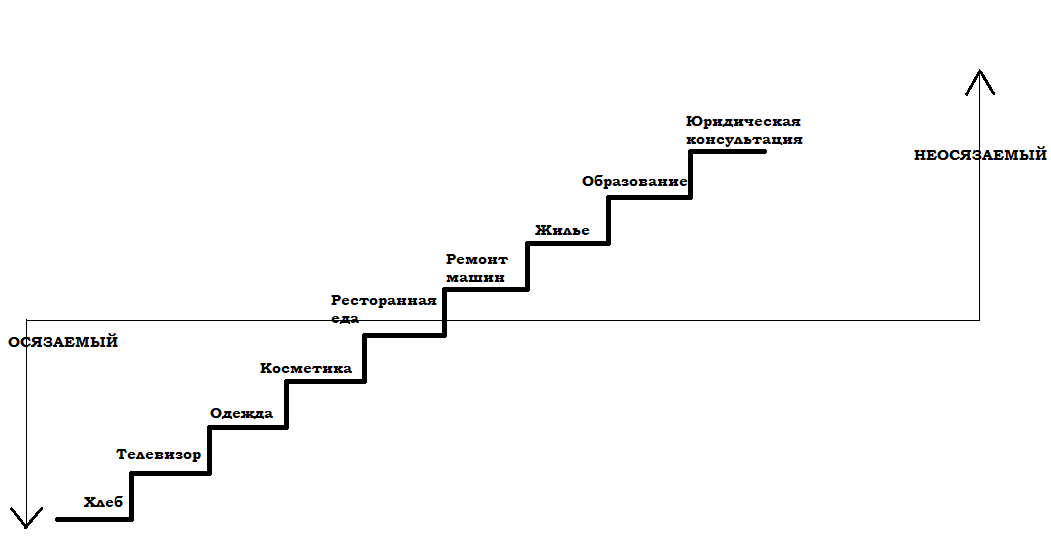 Юридическая
консультация
НЕОСЯЗАЕМЫЙ
Образование
Жилье
Ремонт
машин
Ресторанная
еда
ОСЯЗАЕМЫЙ
Косметика
Одежда
Телевизор
Хлеб